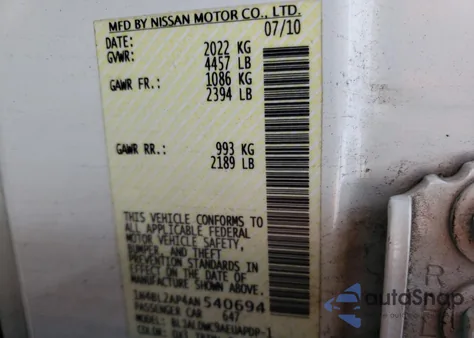 MFD BY NISSAN MOTOR CO., LTD.
DATE: 07/10
GVWR: 2022 KG
4457 LB
GAWR FR.: 1086 KG
2394 LB
GAWR RR.: 993 KG
2189 LB
THIS VEHICLE CONFORMS TO
ALL APPLICABLE FEDERAL
MOTOR VEHICLE SAFETY,
BUMPER, AND THEFT
PREVENTION STANDARDS IN
EFFECT ON THE DATE OF
MANUFACTURE SHOWN ABOVE.
1N4BL2AP4AN540694
PASSENGER CAR 647
COLOR:
autoSnap